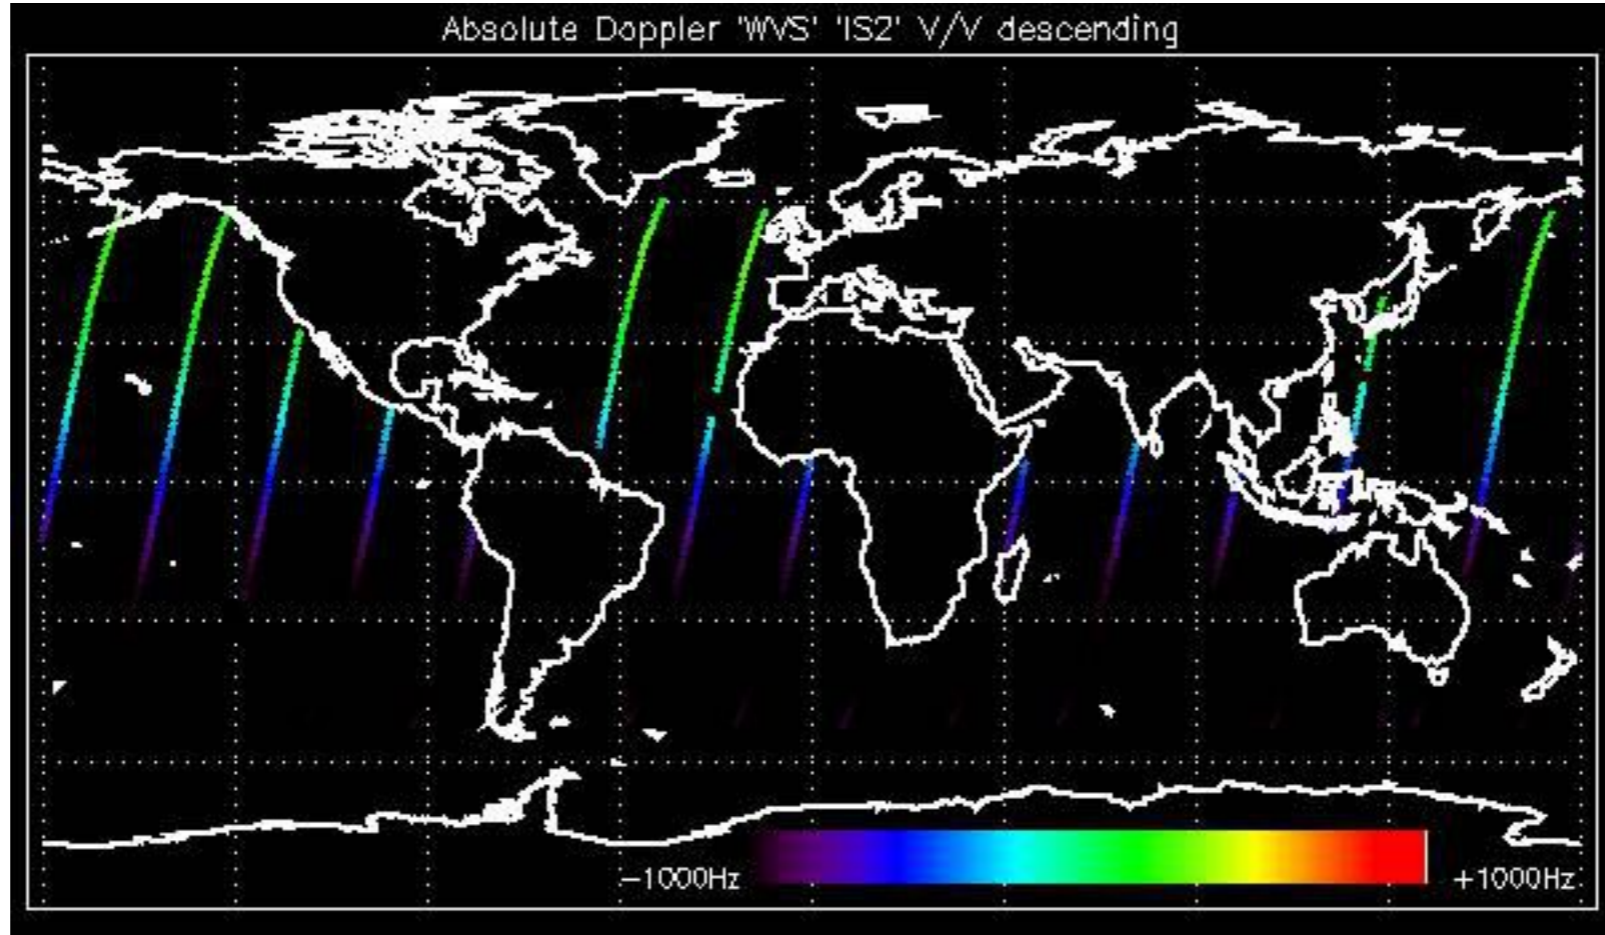 Absolute Doppler 'WVS' 'IS2' V/V descending
-1000Hz +1000Hz